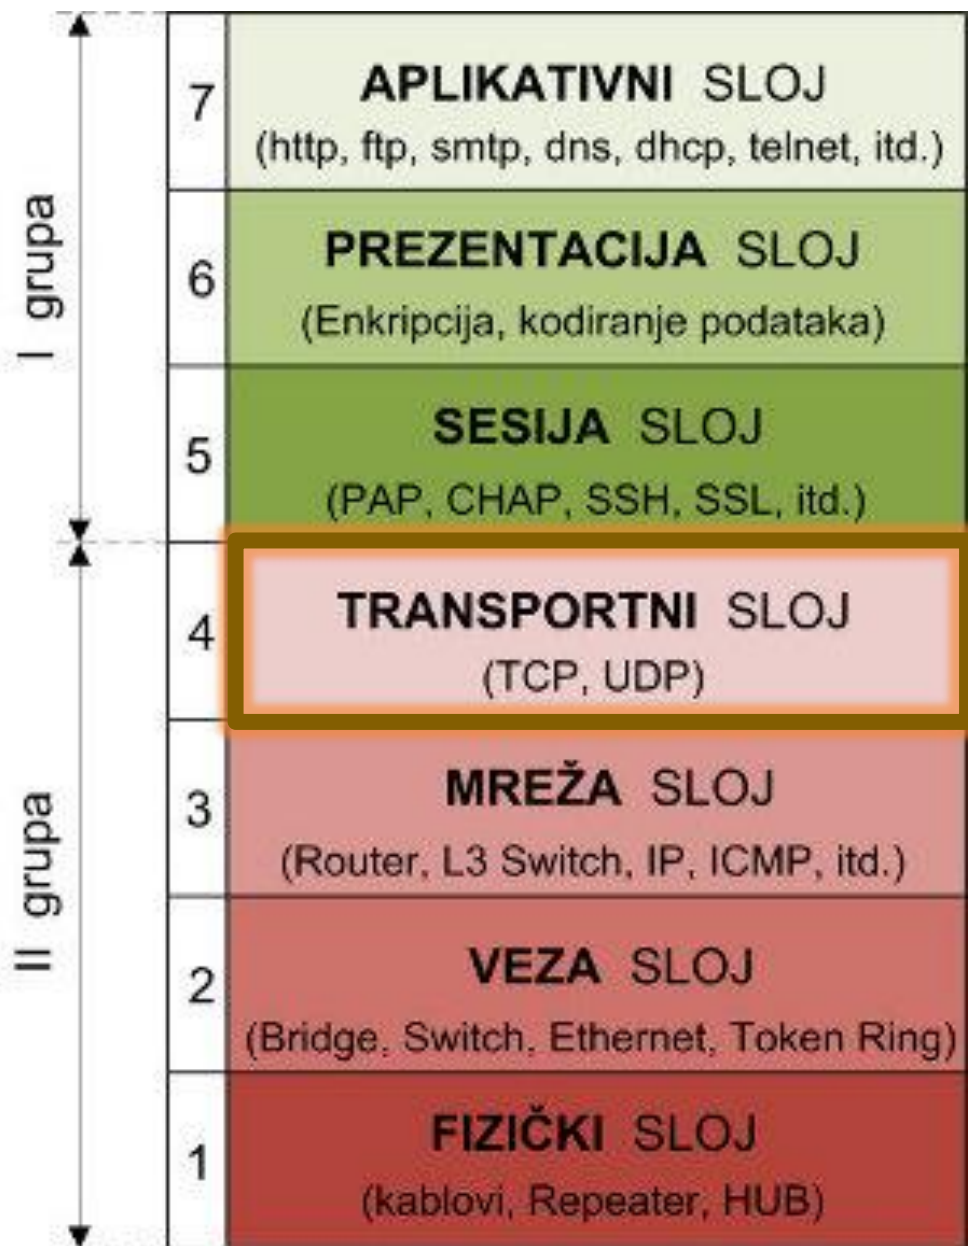 I grupa
7
APLIKATIVNI SLOJ
(http, ftp, smtp, dns, dhcp, telnet, itd.)
6
PREZENTACIJA SLOJ
(Enkripcija, kodiranje podataka)
5
SESIJA SLOJ
(PAP, CHAP, SSH, SSL, itd.)
II grupa
4
TRANSPORTNI SLOJ
(TCP, UDP)
3
MREŽA SLOJ
(Router, L3 Switch, IP, ICMP, itd.)
2
VEZA SLOJ
(Bridge, Switch, Ethernet, Token Ring)
1
FIZIČKI SLOJ
(kablovi, Repeater, HUB)